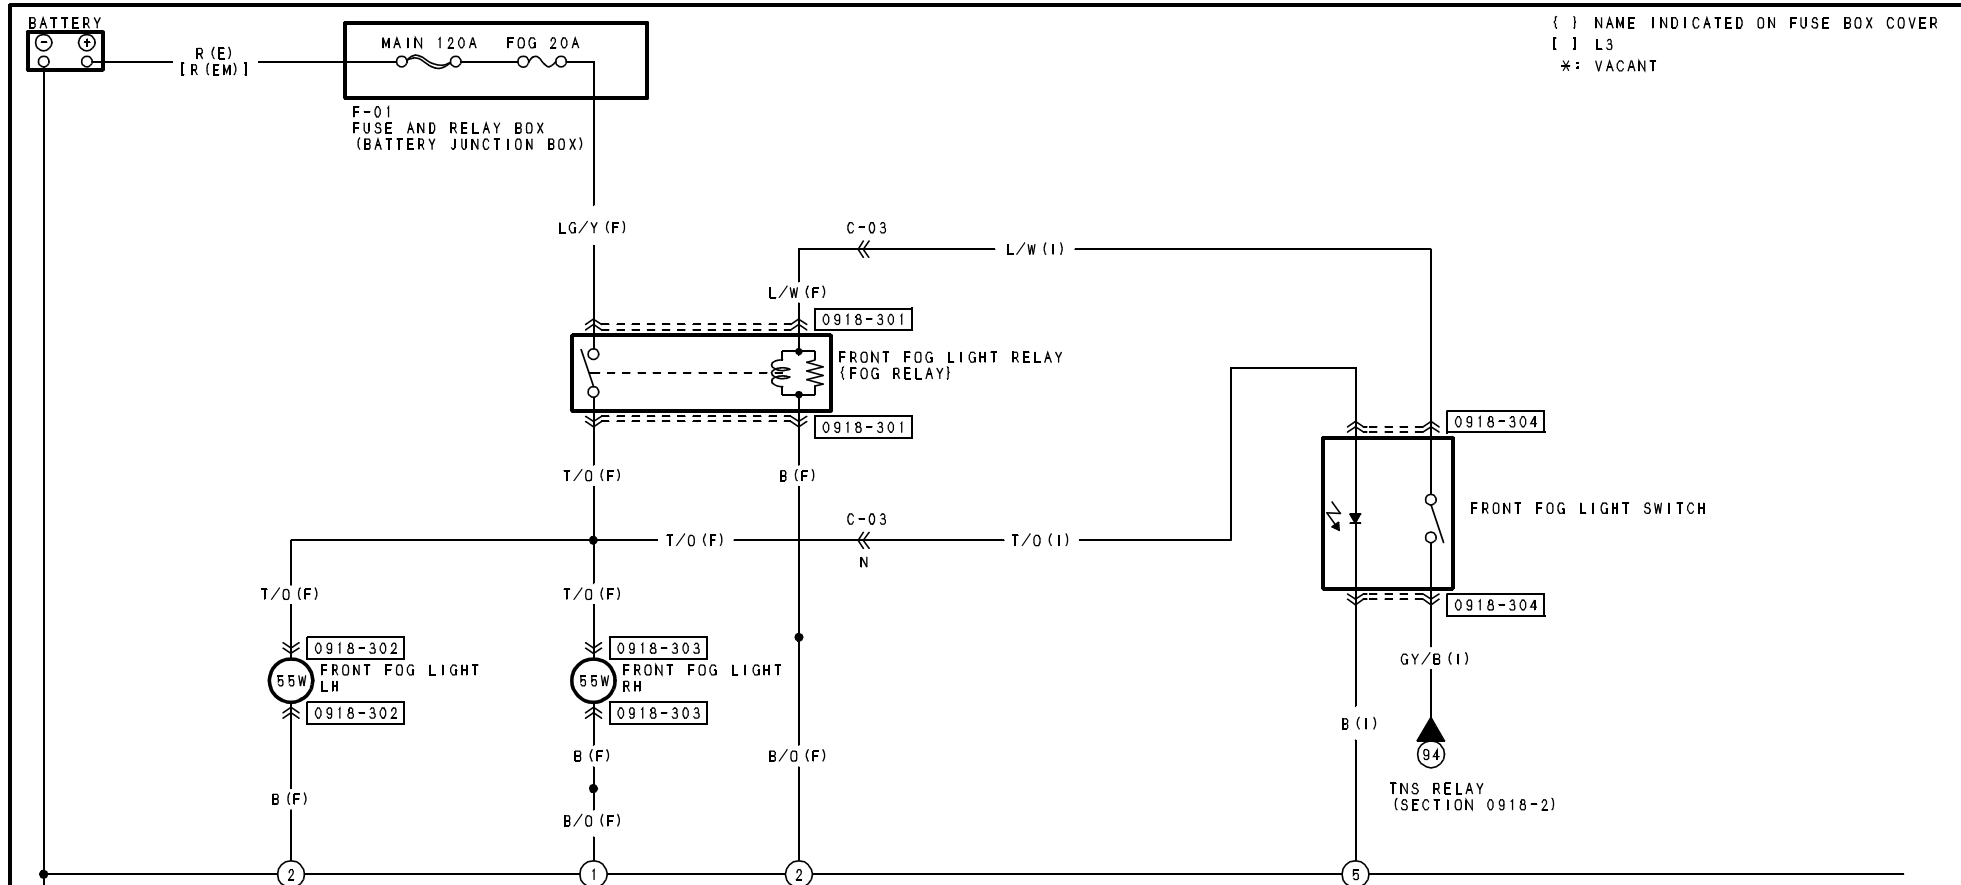 BATTERY
- +
R (E)
[R (EM)]
MAIN 120A FOG 20A
F-01
FUSE AND RELAY BOX
(BATTERY JUNCTION BOX)
{ } NAME INDICATED ON FUSE BOX COVER
[ ] L3
*: VACANT
LG/Y (F)
C-03
L/W (I)
L/W (F)
0918-301
FRONT FOG LIGHT RELAY
{FOG RELAY}
0918-301
0918-304
T/O (F)
B (F)
FRONT FOG LIGHT SWITCH
C-03
T/O (F)
T/O (I)
N
T/O (F)
T/O (F)
0918-304
0918-302
FRONT FOG LIGHT
LH
55W
0918-302
0918-303
FRONT FOG LIGHT
RH
55W
0918-303
GY/B (I)
B (I)
94
TNS RELAY
(SECTION 0918-2)
B (F)
B/O (F)
B (F)
B/O (F)
2
1
2
5